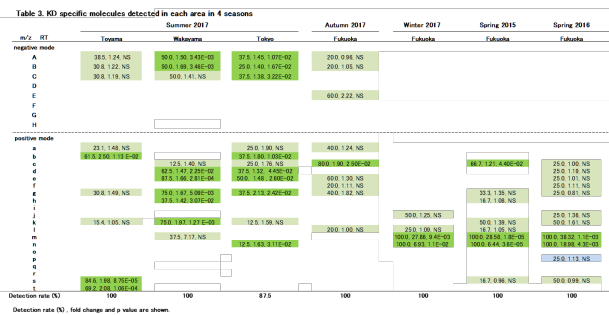 Table 3. KD specific molecules detected in each area in 4 seasons
Summer 2017 Autumn 2017 Winter 2017 Spring 2015 Spring 2016
m/z RT Toyama Wakayama Tokyo Fukuoka Fukuoka Fukuoka Fukuoka
negative mode
A 38.5, 1.24, NS 50.0, 1.50, 3.43E-03 37.5, 1.45, 1.07E-02 20.0, 0.96, NS
B 30.8, 1.22, NS 50.0, 1.69, 3.46E-03 25.0, 1.40, 1.67E-02 20.0, 1.05, NS
C 30.8, 1.19, NS 50.0, 1.41, NS 37.5, 1.38, 3.22E-02
D
E 60.0, 2.22, NS
F
G
H
positive mode
a 23.1, 1.48, NS 25.0, 1.90, NS 40.0, 1.24, NS
b 61.5, 2.50, 1.13 E-02 37.5, 1.80, 1.03E-02
c 12.5, 1.40, NS 25.0, 1.76, NS 80.0, 1.90, 2.50E-02 66.7, 1.21, 4.40E-02 25.0, 1.00, NS
d 62.5, 1.47, 2.25E-02 37.5, 1.32, 4.45E-02 25.0, 1.19, NS
e 87.5, 1.66, 2.81E-04 50.0, 1.48, 2.60E-02 60.0, 1.30, NS 25.0, 1.01, NS
f 20.0, 1.11, NS 25.0, 1.11, NS
g 30.8, 1.49, NS 75.0, 1.67, 5.09E-03 37.5, 2.13, 2.42E-02 40.0, 1.82, NS 33.3, 1.35, NS 25.0, 0.81, NS
h 37.5, 1.42, 3.07E-02 16.7, 1.06, NS
i
j 50.0, 1.25, NS 25.0, 1.36, NS
k 15.4, 1.05, NS 75.0, 1.87, 1.27 E-03 12.5, 1.59, NS 50.0, 1.39, NS 50.0, 1.61, NS
l 20.0, 1.00, NS 25.0, 1.09, NS 16.7, 1.05, NS
m 37.5, 7.17, NS 100.0, 27.86, 9.4E-03 100.0, 28.58, 1.8E-05 100.0, 38.32, 1.1E-03
n 12.5, 1.63, 3.11E-02 100.0, 6.93, 1.1E-02 100.0, 6.44, 3.6E-05 100.0, 18.98, 4.3E-03
o
p 25.0, 1.13, NS
q
r
s 84.6, 1.98, 8.75E-05 16.7, 0.96, NS 50.0, 0.99, NS
t 69.2, 2.08, 1.06E-04
Detection rate (%) 100 100 87.5 100 100 100 100
Detection rate (%), fold change and p value are shown.